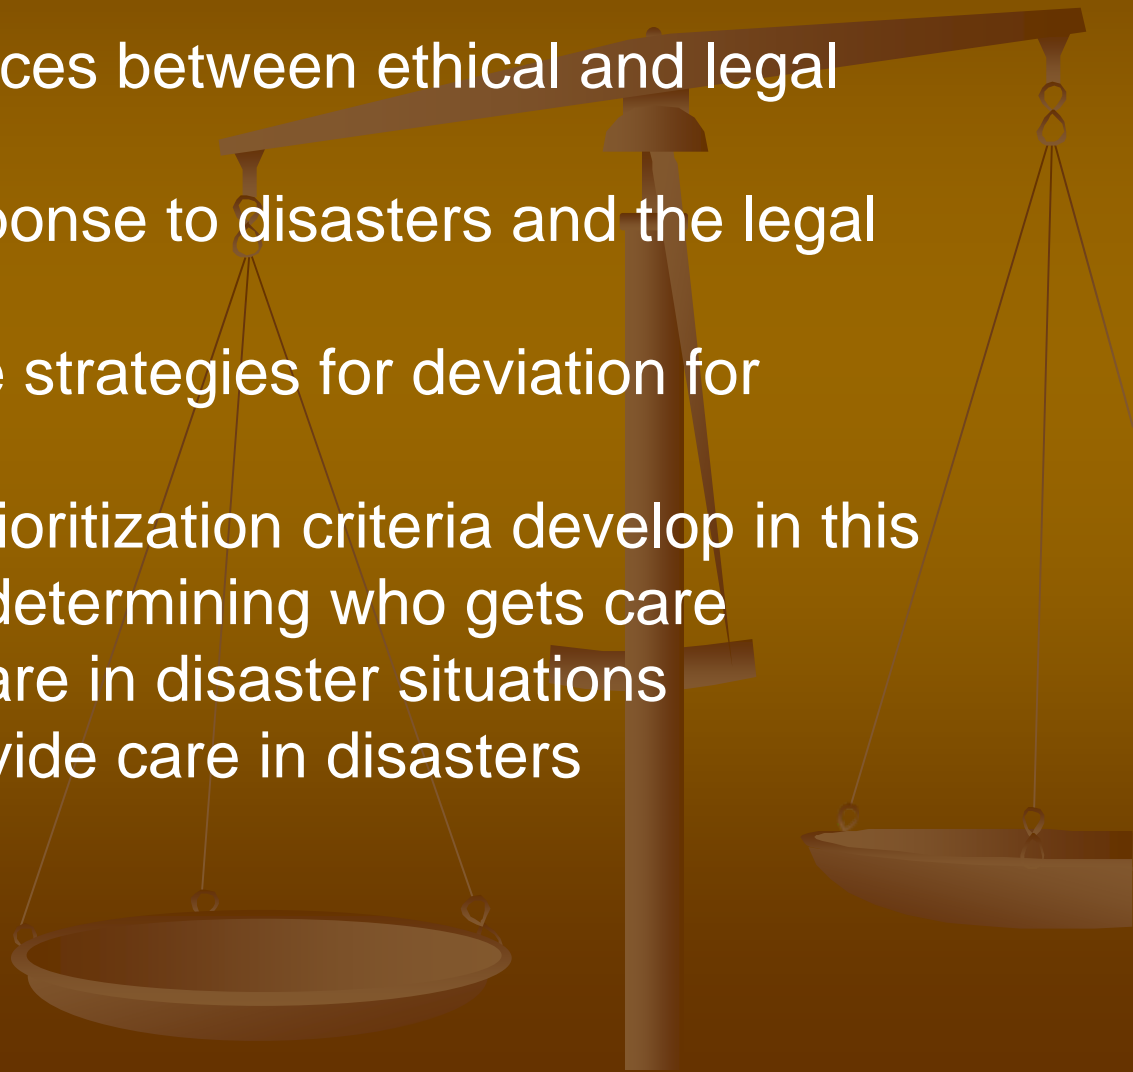 ces between ethical and legal
ponse to disasters and the legal
e strategies for deviation for
ioritization criteria develop in this
determining who gets care
are in disaster situations
vide care in disasters